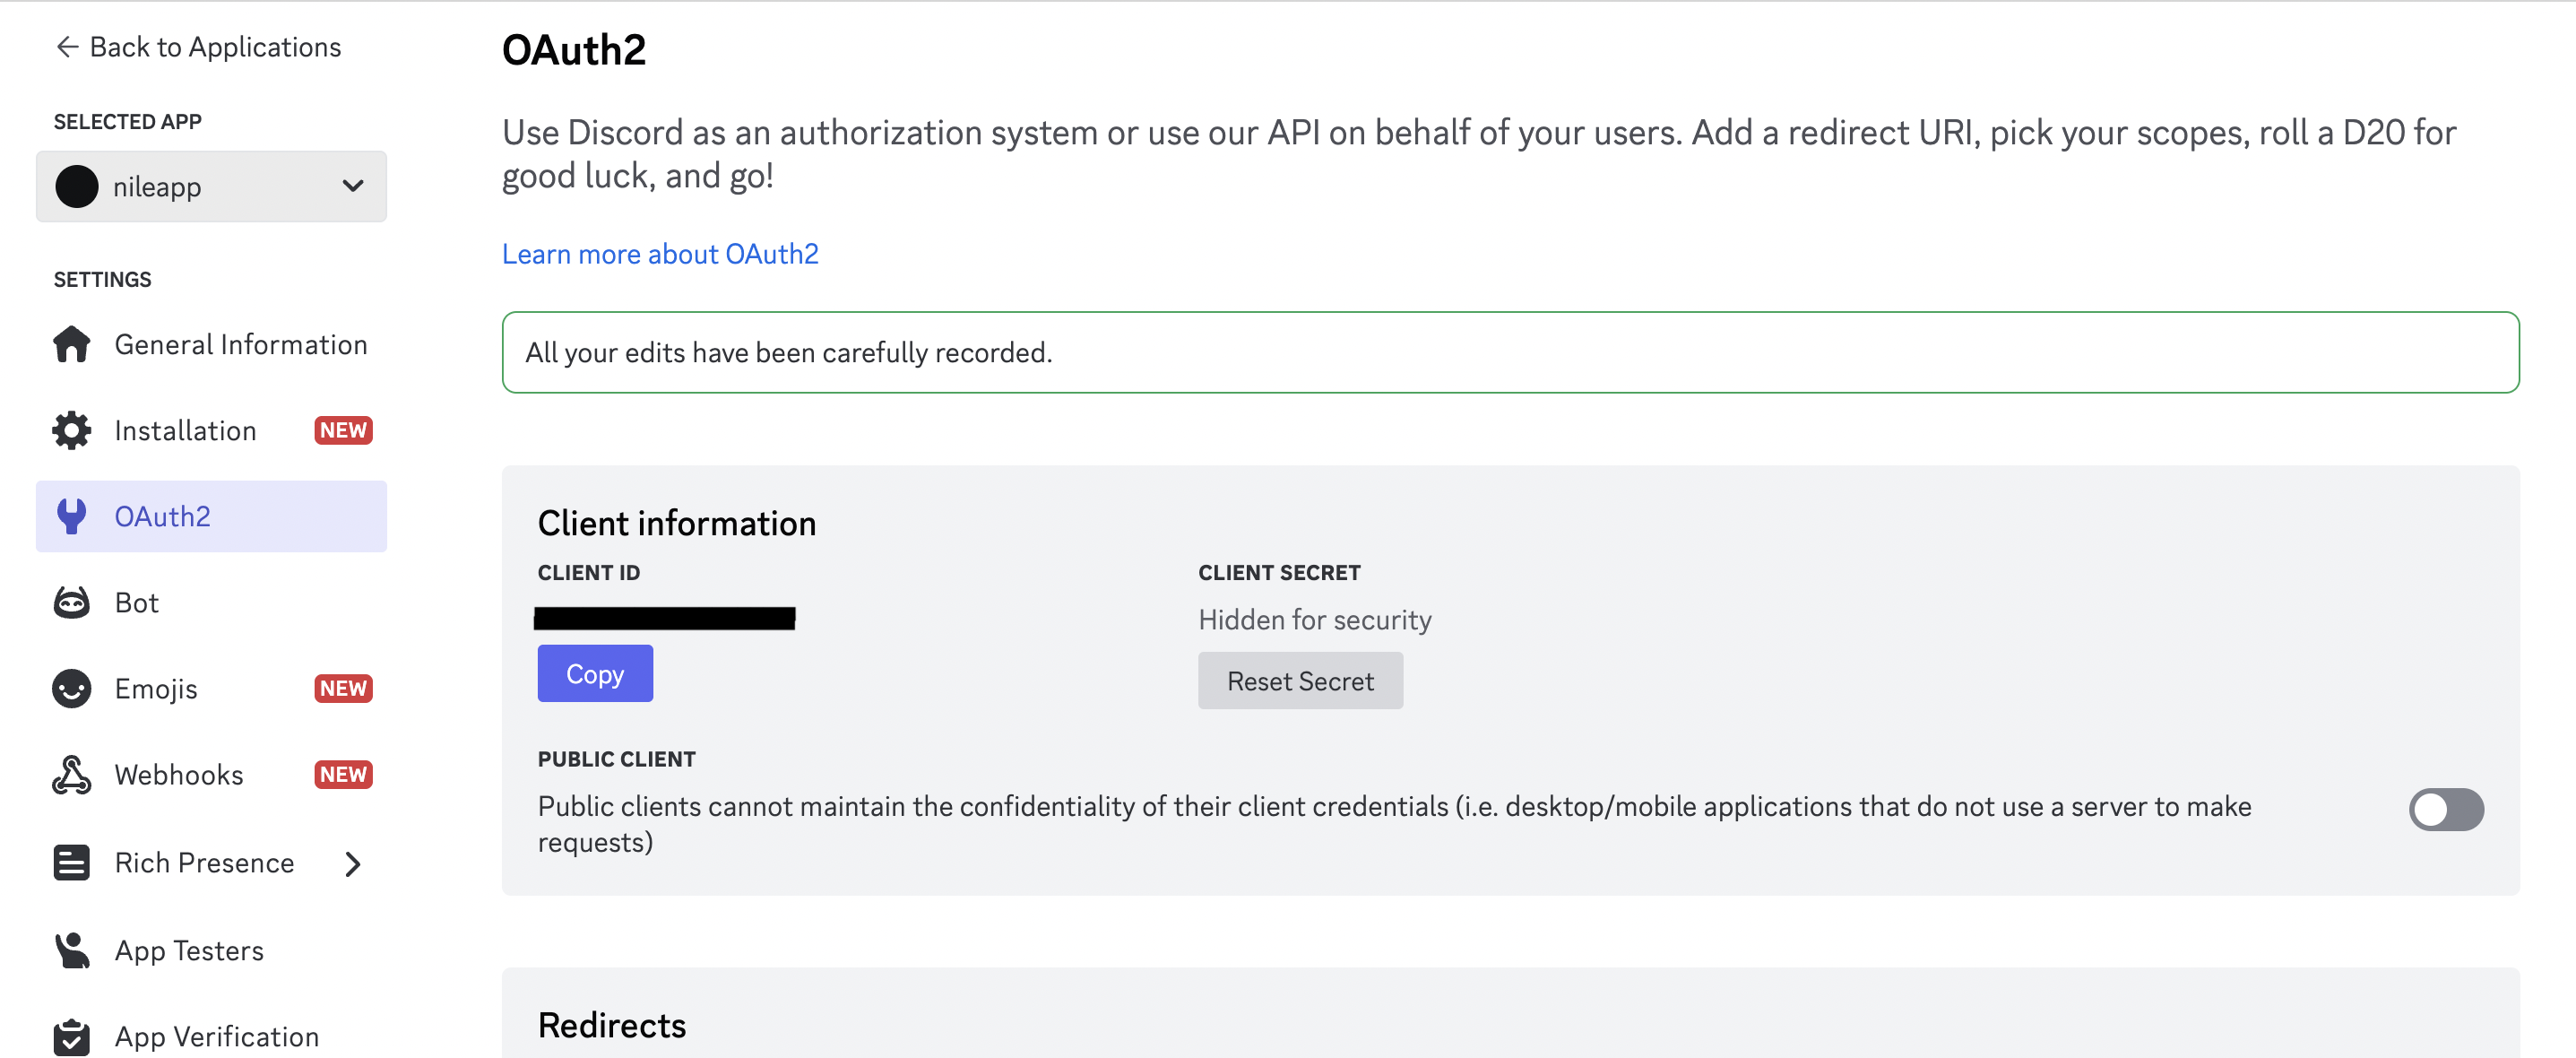 Back to Applications
SELECTED APP
nileapp
SETTINGS
General Information
Installation NEW
OAuth2
Bot
Emojis NEW
Webhooks NEW
Rich Presence
App Testers
App Verification
OAuth2
Use Discord as an authorization system or use our API on behalf of your users. Add a redirect URI, pick your scopes, roll a D20 for
good luck, and go!
Learn more about OAuth2
All your edits have been carefully recorded.
Client information
CLIENT ID
Copy
CLIENT SECRET
Hidden for security
Reset Secret
PUBLIC CLIENT
Public clients cannot maintain the confidentiality of their client credentials (i.e. desktop/mobile applications that do not use a server to make
requests)
Redirects